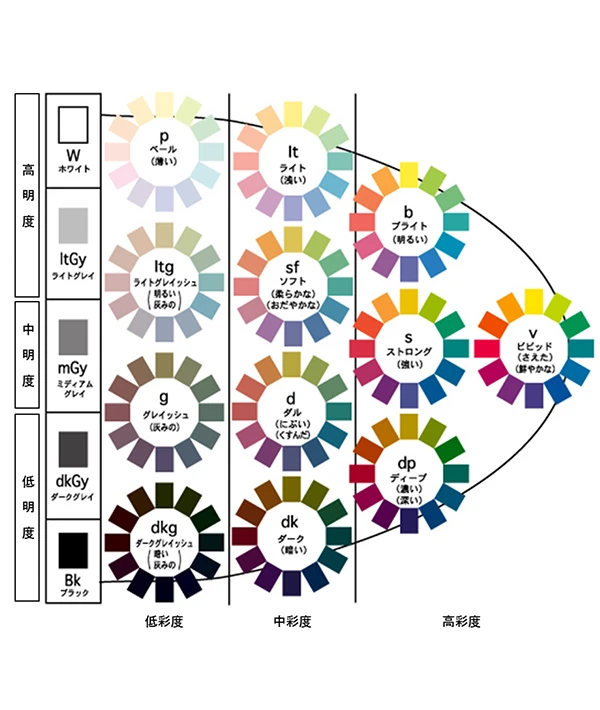 高明度
中明度
低明度
W
ホワイト
ltGy
ライトグレイ
mGy
ミディアム
グレイ
dkGy
ダークグレイ
Bk
ブラック
p
ペール
(薄い)
ltg
ライトグレイッシュ
(明るい
灰みの)
g
グレイッシュ
(灰みの)
dkg
ダークグレイッシュ
(暗い
灰みの)
lt
ライト
(浅い)
sf
ソフト
(柔らかな)
(おだやかな)
d
ダル
(にぶい)
(くすんだ)
dk
ダーク
(暗い)
b
ブライト
(明るい)
s
ストロング
(強い)
dp
ディープ
(濃い)
(深い)
v
ビビッド
(さえた)
(鮮やかな)
低彩度
中彩度
高彩度